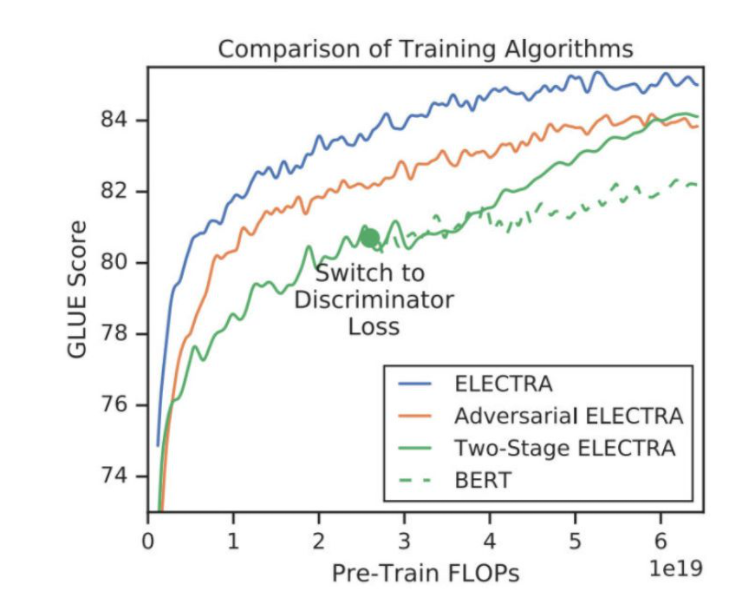 Comparison of Training Algorithms
GLUE Score
84
82
80
78
76
74
Switch to
Discriminator
Loss
ELECTRA
Adversarial ELECTRA
Two-Stage ELECTRA
BERT
0 1 2 3 4 5 6
1e19
Pre-Train FLOPs